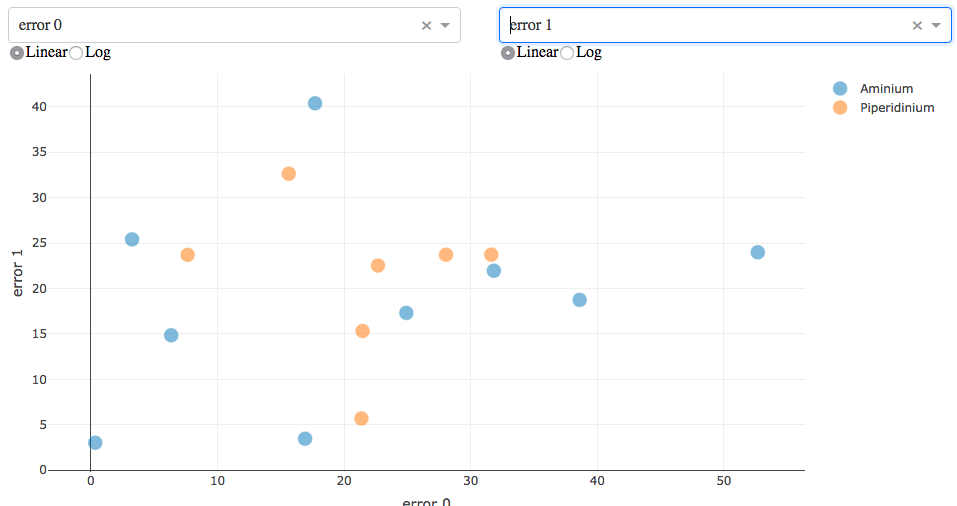 error 0 error 1
Linear Log Linear Log
Aminium
Piperidinium
40
35
30
25
20
15
10
5
0
error 1
0 10 20 30 40 50
error 0